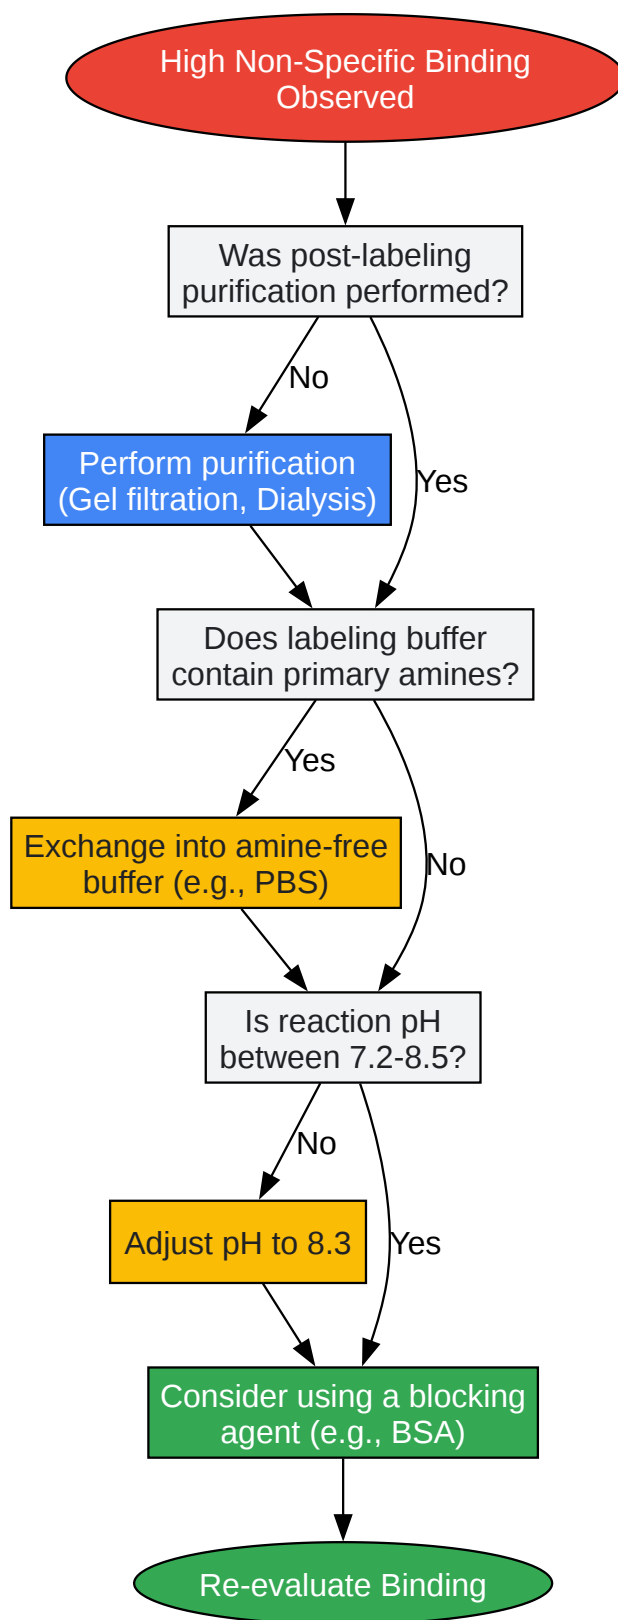 High Non-Specific Binding
Observed
Was post-labeling
purification performed?
No
Perform purification
(Gel filtration, Dialysis)
Yes
Does labeling buffer
contain primary amines?
Yes
Exchange into amine-free
buffer (e.g., PBS)
No
Is reaction pH
between 7.2-8.5?
No
Adjust pH to 8.3
Yes
Consider using a blocking
agent (e.g., BSA)
Re-evaluate Binding